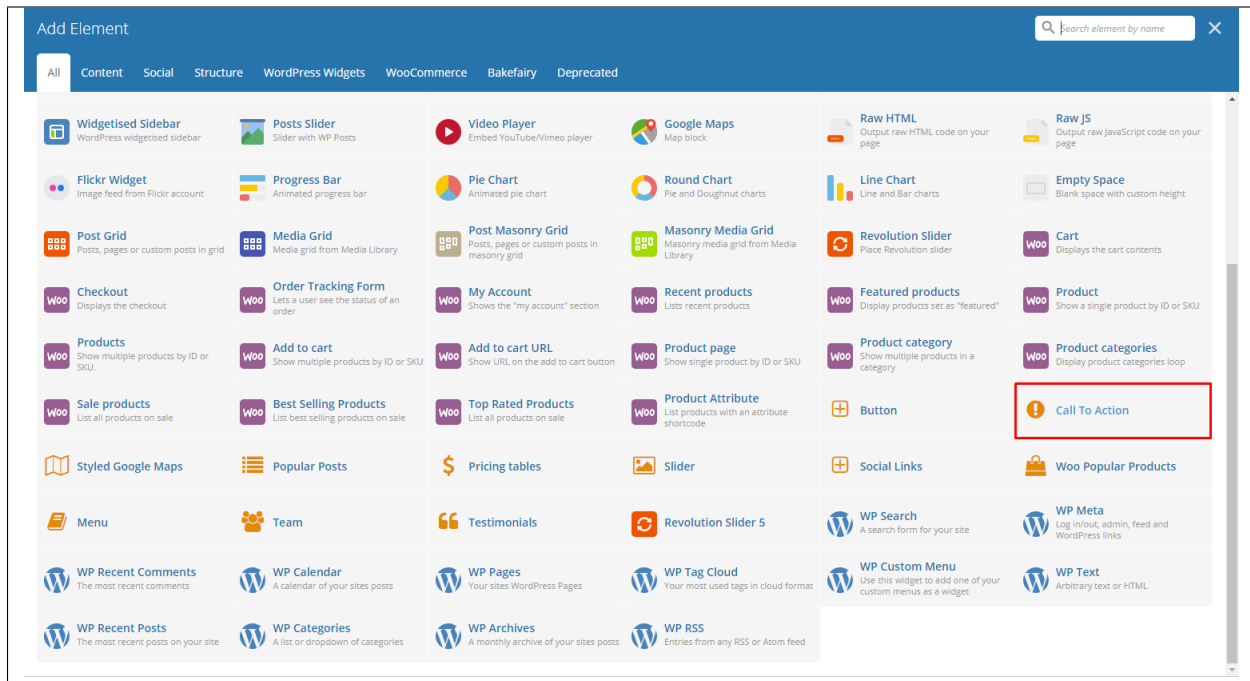 Add Element
Search element by name
All Content Social Structure WordPress Widgets WooCommerce Bakefairy Deprecated
Widgetised Sidebar
WordPress widgetised sidebar
Posts Slider
Slider with WP Posts
Video Player
Embed YouTube/Vimeo player
Google Maps
Map block
Raw HTML
Output raw HTML code on your
page
Raw JS
Output raw JavaScript code on your
page
Flickr Widget
Image feed from Flickr account
Progress Bar
Animated progress bar
Pie Chart
Animated pie chart
Round Chart
Pie and Doughnut charts
Line Chart
Line and Bar charts
Empty Space
Blank space with custom height
Post Grid
Posts, pages or custom posts in grid
Media Grid
Media grid from Media Library
Post Masonry Grid
Posts, pages or custom posts in
masonry grid
Masonry Media Grid
Masonry media grid from Media
Library
Revolution Slider
Place Revolution slider
Woo
Cart
Displays the cart contents
Woo
Checkout
Displays the checkout
Woo
Order Tracking Form
Lets a user see the status of an
order
Woo
My Account
Shows the "my account" section
Woo
Recent products
Lists recent products
Woo
Featured products
Display products set as "featured"
Woo
Product
Show a single product by ID or SKU
Woo
Products
Show multiple products by ID or
SKU.
Woo
Add to cart
Show multiple products by ID or SKU
Woo
Add to cart URL
Show URL on the add to cart button
Woo
Product page
Show single product by ID or SKU
Woo
Product category
Show multiple products in a
category
Woo
Product categories
Display product categories loop
Woo
Sale products
List all products on sale
Woo
Best Selling Products
List best selling products on sale
Woo
Top Rated Products
List all products on sale
Woo
Product Attribute
List products with an attribute
shortcode
Button
Call To Action
Styled Google Maps
Popular Posts
Pricing tables
Slider
Social Links
Woo Popular Products
Menu
Team
Testimonials
Revolution Slider 5
WP Search
A search form for your site
WP Meta
Log in/out, admin, feed and
WordPress links
WP Recent Comments
The most recent comments
WP Calendar
A calendar of your sites posts
WP Pages
Your sites WordPress Pages
WP Tag Cloud
Your most used tags in cloud format
WP Custom Menu
Use this widget to add one of your
custom menus as a widget
WP Text
Arbitrary text or HTML
WP Recent Posts
The most recent posts on your site
WP Categories
A list or dropdown of categories
WP Archives
A monthly archive of your sites posts
WP RSS
Entries from any RSS or Atom feed